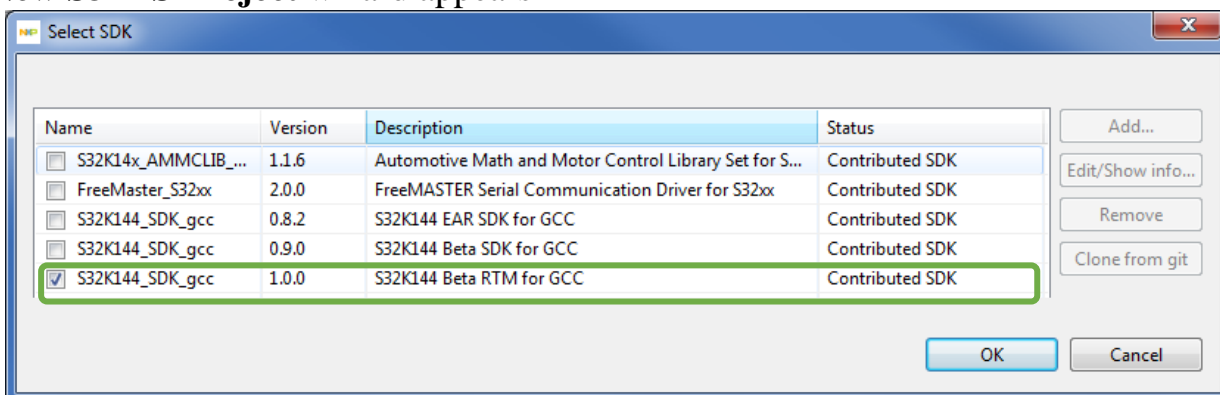 NXP Select SDK
Name Version Description Status
S32K14x_AMMCLIB_... 1.1.6 Automotive Math and Motor Control Library Set for S... Contributed SDK
FreeMaster_S32xx 2.0.0 FreeMASTER Serial Communication Driver for S32xx Contributed SDK
S32K144_SDK_gcc 0.8.2 S32K144 EAR SDK for GCC Contributed SDK
S32K144_SDK_gcc 0.9.0 S32K144 Beta SDK for GCC Contributed SDK
S32K144_SDK_gcc 1.0.0 S32K144 Beta RTM for GCC Contributed SDK
Add...
Edit/Show info...
Remove
Clone from git
OK Cancel